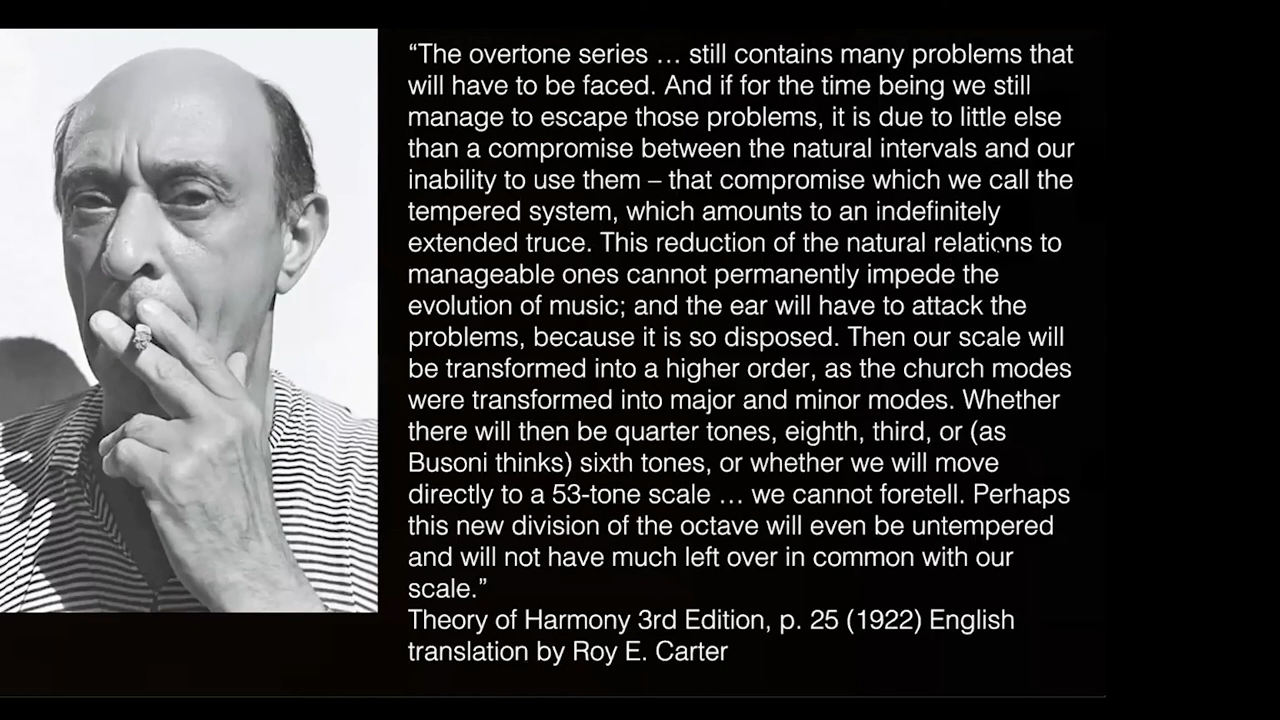 “The overtone series … still contains many problems that
will have to be faced. And if for the time being we still
manage to escape those problems, it is due to little else
than a compromise between the natural intervals and our
inability to use them – that compromise which we call the
tempered system, which amounts to an indefinitely
extended truce. This reduction of the natural relations to
manageable ones cannot permanently impede the
evolution of music; and the ear will have to attack the
problems, because it is so disposed. Then our scale will
be transformed into a higher order, as the church modes
were transformed into major and minor modes. Whether
there will then be quarter tones, eighth, third, or (as
Busoni thinks) sixth tones, or whether we will move
directly to a 53-tone scale … we cannot foretell. Perhaps
this new division of the octave will even be untempered
and will not have much left over in common with our
scale.”
Theory of Harmony 3rd Edition, p. 25 (1922) English
translation by Roy E. Carter